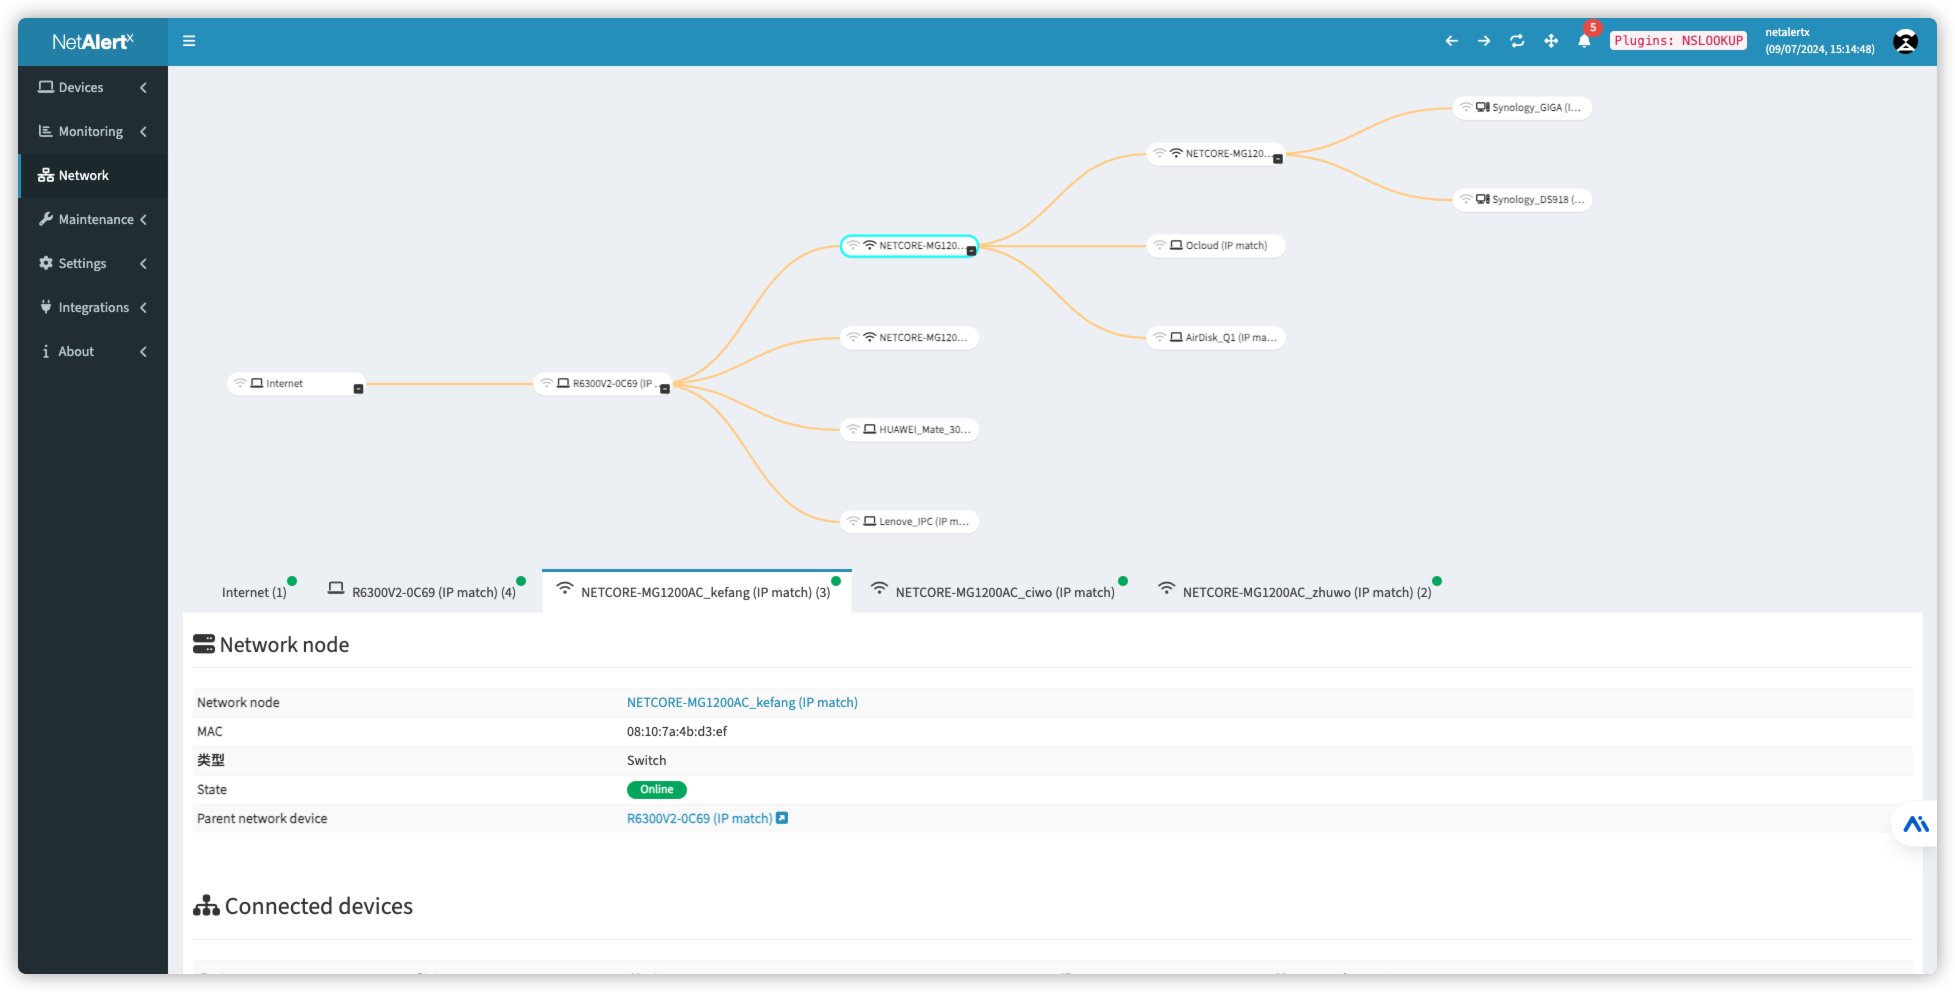 NetAlertX
5
Plugins: NSLOOKUP
netalertx
(09/07/2024, 15:14:48)
Devices
Monitoring
Network
Maintenance
Settings
Integrations
About
Synology_GIGA (I...
NETCORE-MG120...
Synology_DS918 (...
NETCORE-MG120...
Ocloud (IP match)
NETCORE-MG120...
AirDisk_Q1 (IP ma...
Internet
R6300V2-0C69 (IP ...
HUAWEI_Mate_30...
Lenove_IPC (IP m...
Internet (1)
R6300V2-0C69 (IP match) (4)
NETCORE-MG1200AC_kefang (IP match) (3)
NETCORE-MG1200AC_ciwo (IP match)
NETCORE-MG1200AC_zhuwo (IP match) (2)
Network node
Network node NETCORE-MG1200AC_kefang (IP match)
MAC 08:10:7a:4b:d3:ef
类型 Switch
State Online
Parent network device R6300V2-0C69 (IP match)
Connected devices